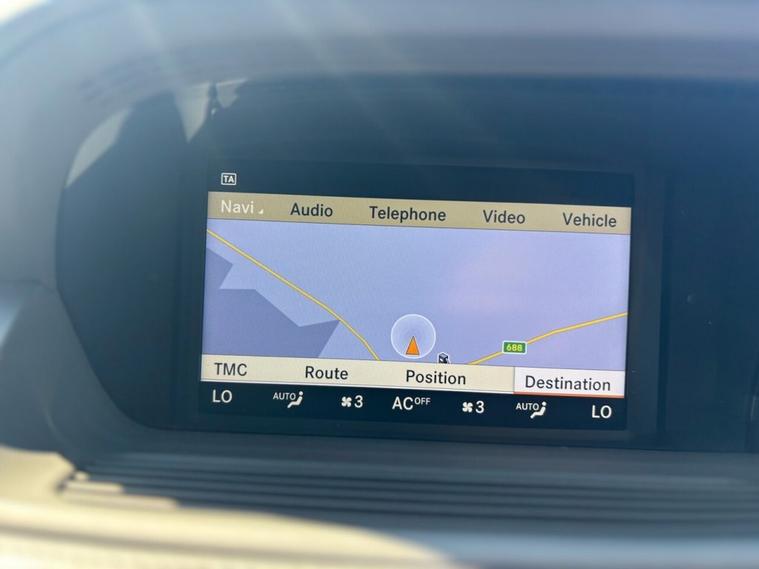 TA
Navi Audio Telephone Video Vehicle
688
TMC Route Position Destination
LO AUTO 3 AC OFF 3 AUTO LO